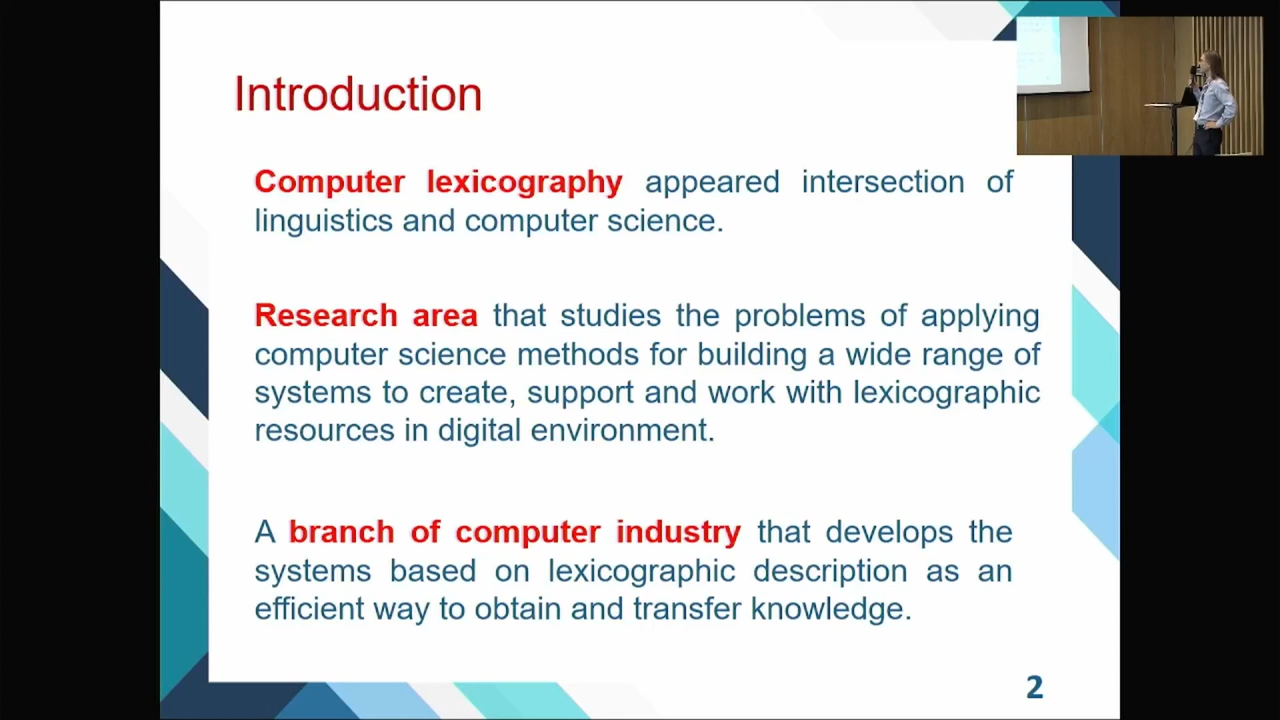 Introduction
Computer lexicography appeared intersection of
linguistics and computer science.
Research area that studies the problems of applying
computer science methods for building a wide range of
systems to create, support and work with lexicographic
resources in digital environment.
A branch of computer industry that develops the
systems based on lexicographic description as an
efficient way to obtain and transfer knowledge.
2